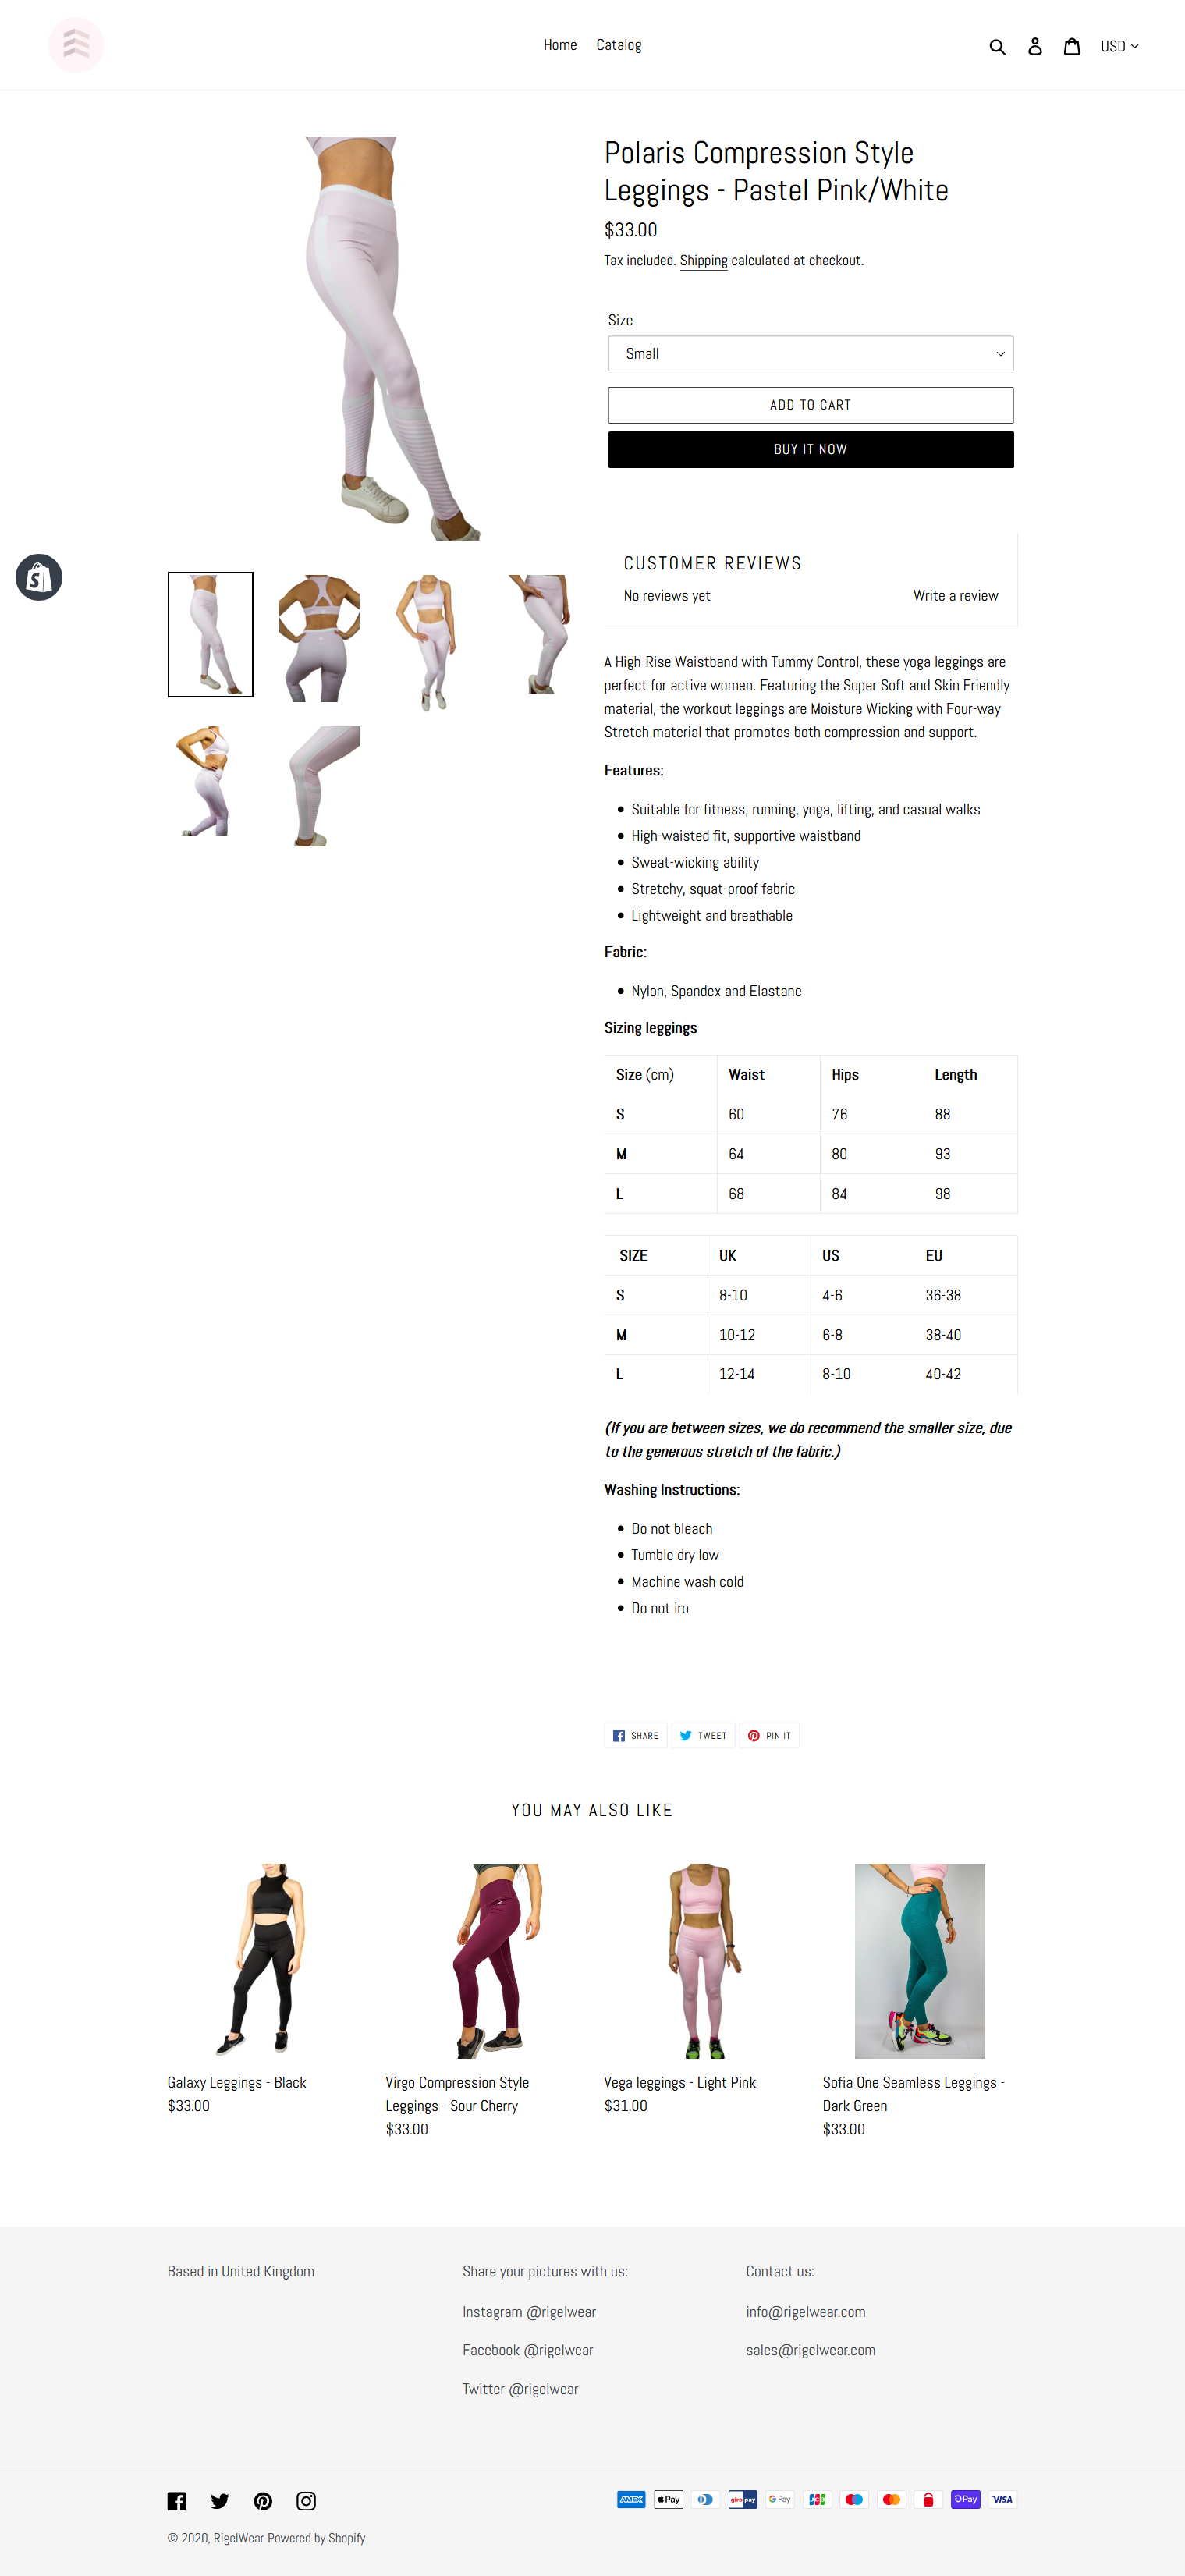 Home Catalog
USD
Polaris Compression Style
Leggings - Pastel Pink/White
$33.00
Tax included. Shipping calculated at checkout.
Size
Small
ADD TO CART
BUY IT NOW
CUSTOMER REVIEWS
No reviews yet Write a review
A High-Rise Waistband with Tummy Control, these yoga leggings are
perfect for active women. Featuring the Super Soft and Skin Friendly
material, the workout leggings are Moisture Wicking with Four-way
Stretch material that promotes both compression and support.
Features:
Suitable for fitness, running, yoga, lifting, and casual walks
High-waisted fit, supportive waistband
Sweat-wicking ability
Stretchy, squat-proof fabric
Lightweight and breathable
Fabric:
Nylon, Spandex and Elastane
Sizing leggings
Size (cm) Waist Hips Length
S 60 76 88
M 64 80 93
L 68 84 98
SIZE UK US EU
S 8-10 4-6 36-38
M 10-12 6-8 38-40
L 12-14 8-10 40-42
(If you are between sizes, we do recommend the smaller size, due
to the generous stretch of the fabric.)
Washing Instructions:
Do not bleach
Tumble dry low
Machine wash cold
Do not iro
SHARE TWEET PIN IT
YOU MAY ALSO LIKE
Galaxy Leggings - Black
$33.00
Virgo Compression Style
Leggings - Sour Cherry
$33.00
Vega leggings - Light Pink
$31.00
Sofia One Seamless Leggings -
Dark Green
$33.00
Based in United Kingdom
Share your pictures with us:
Instagram @rigelwear
Facebook @rigelwear
Twitter @rigelwear
Contact us:
info@rigelwear.com
sales@rigelwear.com
AMEX Pay giropay G Pay JCB Pay VISA
© 2020, RigelWear Powered by Shopify